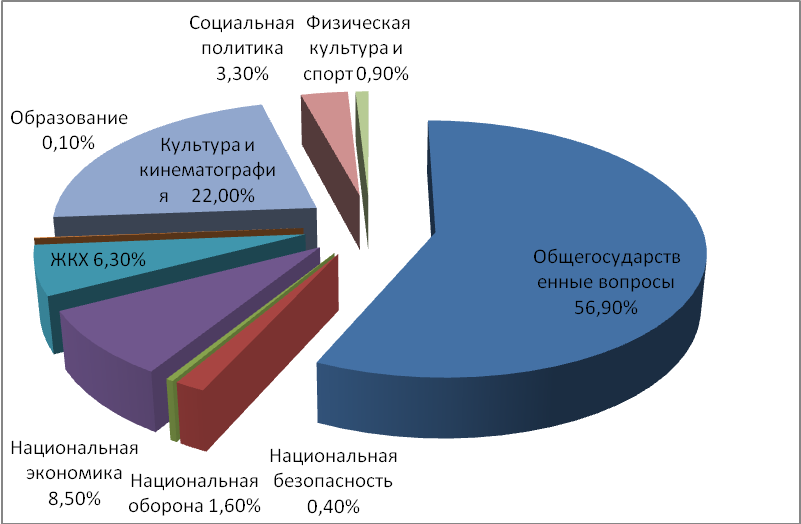 Социальная
политика
3,30%
Физическая
культура и
спорт 0,90%
Образование
0,10%
Культура и
кинематографи
я 22,00%
ЖКХ 6,30%
Общегосударств
енные вопросы
56,90%
Национальная
экономика
8,50%
Национальная
оборона 1,60%
Национальная
безопасность
0,40%